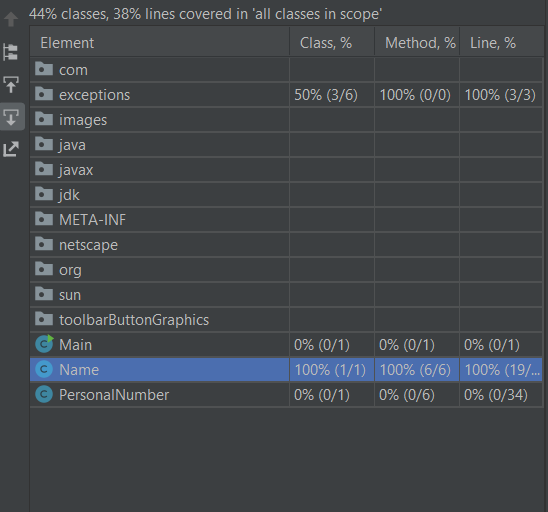 44% classes, 38% lines covered in 'all classes in scope'
Element Class, % Method, % Line, %
com
exceptions 50% (3/6) 100% (0/0) 100% (3/3)
images
java
javax
jdk
META-INF
netscape
org
sun
toolbarButtonGraphics
Main 0% (0/1) 0% (0/1) 0% (0/1)
Name 100% (1/1) 100% (6/6) 100% (19/...
PersonalNumber 0% (0/1) 0% (0/6) 0% (0/34)